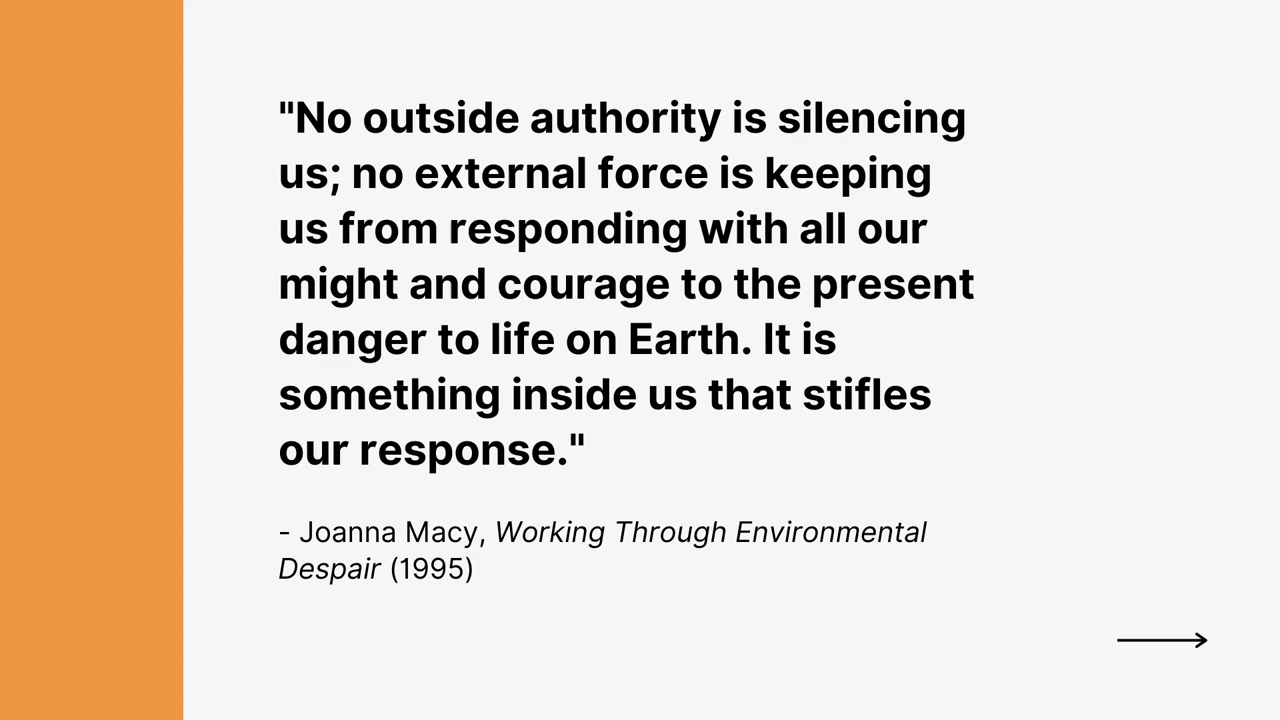 "No outside authority is silencing
us; no external force is keeping
us from responding with all our
might and courage to the present
danger to life on Earth. It is
something inside us that stifles
our response."
- Joanna Macy, Working Through Environmental
Despair (1995)